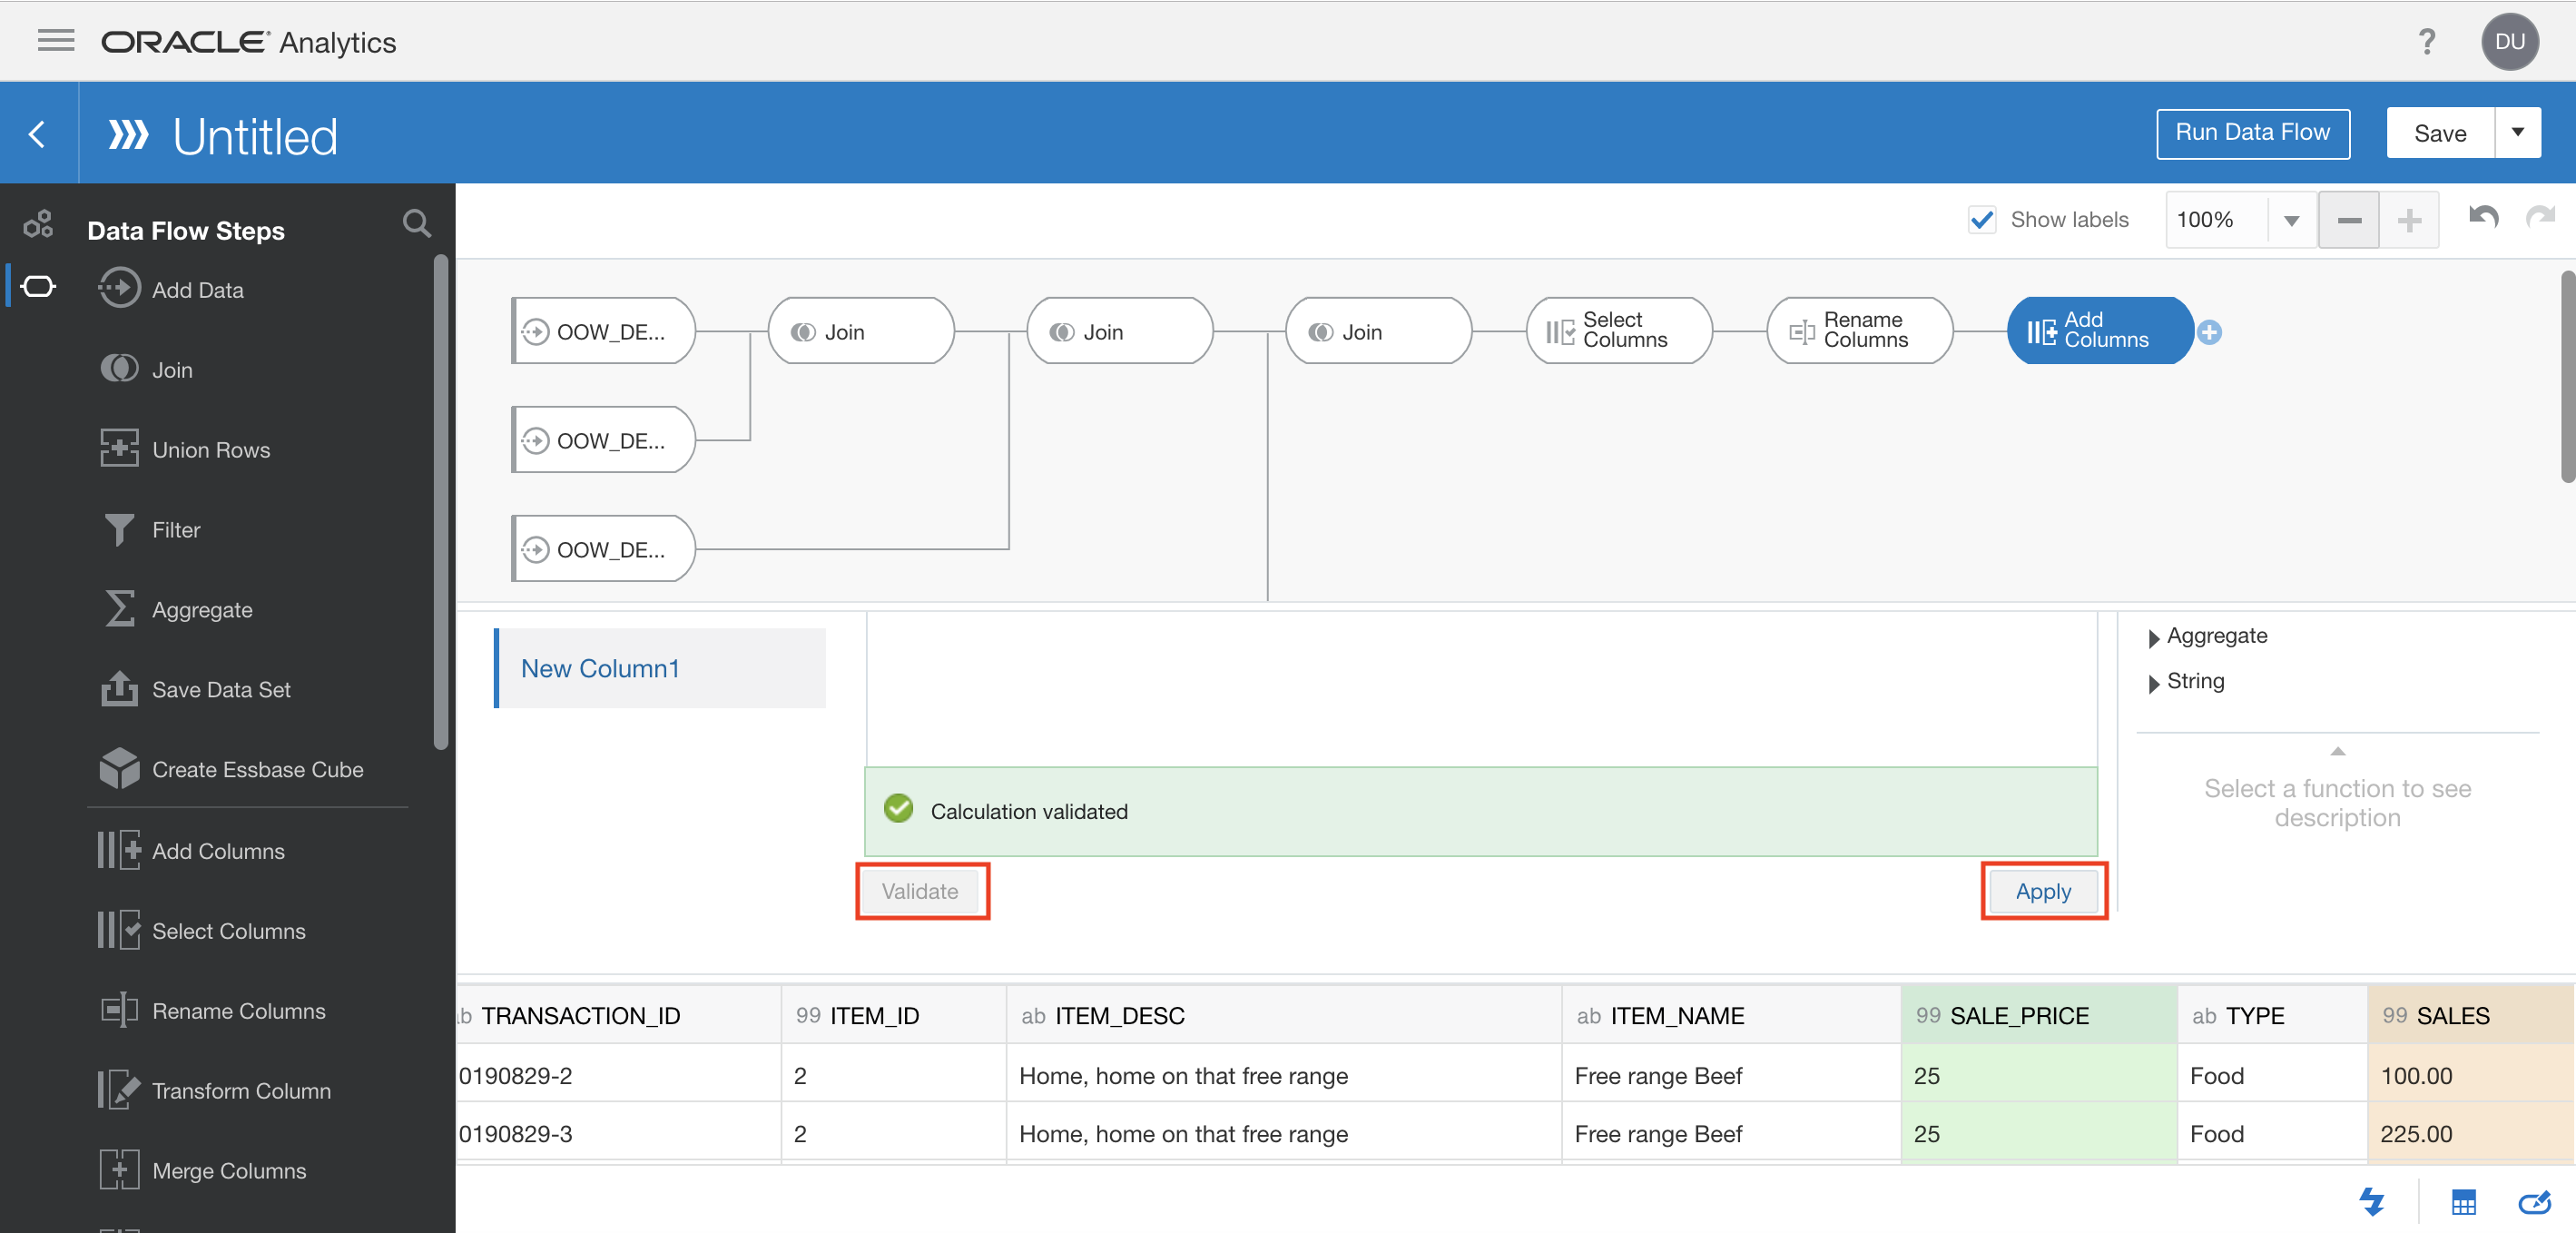 ORACLE Analytics
?
DU
Untitled
Run Data Flow
Save
Data Flow Steps
Show labels
100%
Add Data
Join
Union Rows
Filter
Aggregate
Save Data Set
Create Essbase Cube
Add Columns
Select Columns
Rename Columns
Transform Column
Merge Columns
OOW_DE...
Join
Join
Join
Select
Columns
Rename
Columns
Add
Columns
OOW_DE...
OOW_DE...
New Column1
Calculation validated
Validate
Apply
Aggregate
String
Select a function to see
description
ab TRANSACTION_ID 99 ITEM_ID ab ITEM_DESC ab ITEM_NAME 99 SALE_PRICE ab TYPE 99 SALES
0190829-2 2 Home, home on that free range Free range Beef 25 Food 100.00
0190829-3 2 Home, home on that free range Free range Beef 25 Food 225.00